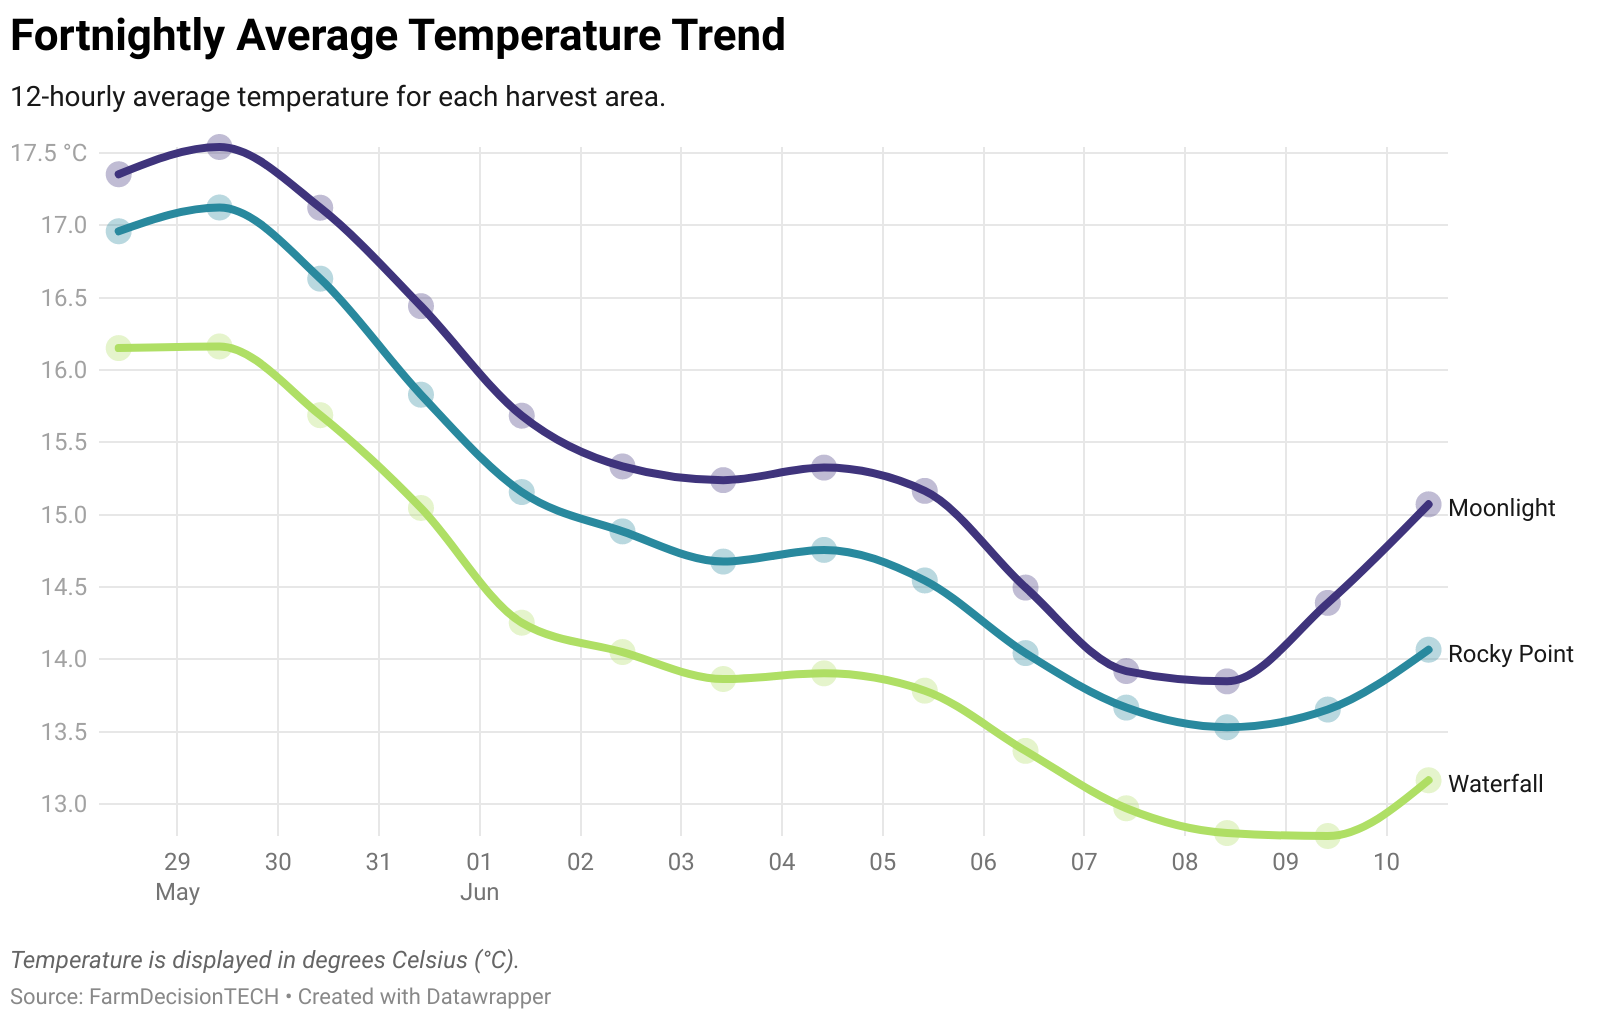 Fortnightly Average Temperature Trend
12-hourly average temperature for each harvest area.
17.5 °C
17.0
16.5
16.0
15.5
15.0
14.5
14.0
13.5
13.0
Moonlight
Rocky Point
Waterfall
29 30 31 01 02 03 04 05 06 07 08 09 10
May Jun
Temperature is displayed in degrees Celsius (°C).
Source: FarmDecisionTECH • Created with Datawrapper